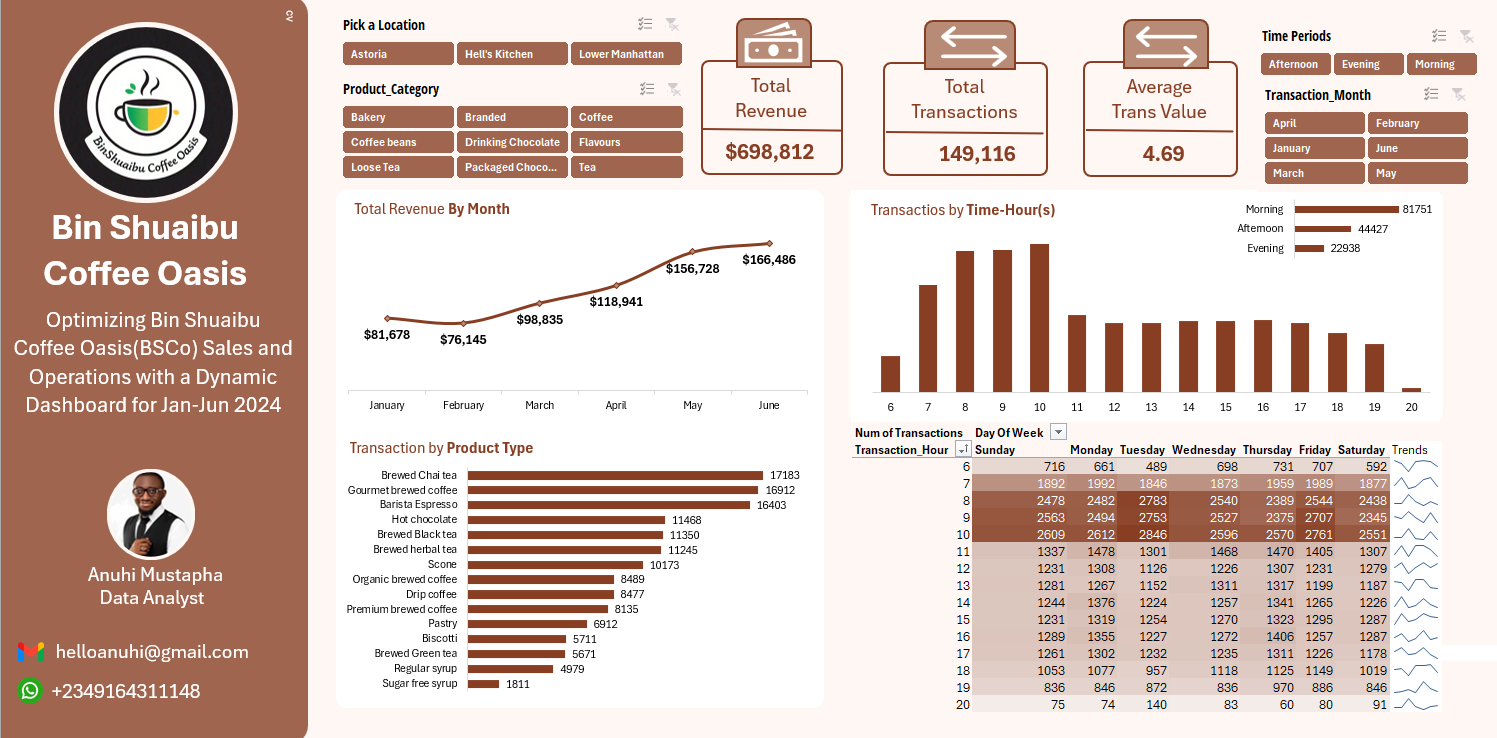 CV
BinShuaibu Coffee Oasis
Bin Shuaibu
Coffee Oasis
Optimizing Bin Shuaibu
Coffee Oasis(BSCo) Sales and
Operations with a Dynamic
Dashboard for Jan-Jun 2024
Anuhi Mustapha
Data Analyst
helloanuhi@gmail.com
+2349164311148
Pick a Location
Astoria Hell's Kitchen Lower Manhattan
Product_Category
Bakery Branded Coffee
Coffee beans Drinking Chocolate Flavours
Loose Tea Packaged Choco... Tea
Total
Revenue
$698,812
Total
Transactions
149,116
Average
Trans Value
4.69
Time Periods
Afternoon Evening Morning
Transaction_Month
April February
January June
March May
Total Revenue By Month
$81,678 $76,145 $98,835 $118,941 $156,728 $166,486
January February March April May June
Transactios by Time-Hour(s)
Morning 81751
Afternoon 44427
Evening 22938
6 7 8 9 10 11 12 13 14 15 16 17 18 19 20
Transaction by Product Type
Brewed Chai tea 17183
Gourmet brewed coffee 16912
Barista Espresso 16403
Hot chocolate 11468
Brewed Black tea 11350
Brewed herbal tea 11245
Scone 10173
Organic brewed coffee 8489
Drip coffee 8477
Premium brewed coffee 8135
Pastry 6912
Biscotti 5711
Brewed Green tea 5671
Regular syrup 4979
Sugar free syrup 1811
Num of Transactions Day Of Week
Transaction_Hour Sunday Monday Tuesday Wednesday Thursday Friday Saturday Trends
6 716 661 489 698 731 707 592
7 1892 1992 1846 1873 1959 1989 1877
8 2478 2482 2783 2540 2389 2544 2438
9 2563 2494 2753 2527 2375 2707 2345
10 2609 2612 2846 2596 2570 2761 2551
11 1337 1478 1301 1468 1470 1405 1307
12 1231 1308 1126 1226 1307 1231 1279
13 1281 1267 1152 1311 1317 1199 1187
14 1244 1376 1224 1257 1341 1265 1226
15 1231 1319 1254 1270 1323 1295 1287
16 1289 1355 1227 1272 1406 1257 1287
17 1261 1302 1232 1235 1311 1226 1178
18 1053 1077 957 1118 1125 1149 1019
19 836 846 872 836 970 886 846
20 75 74 140 83 60 80 91